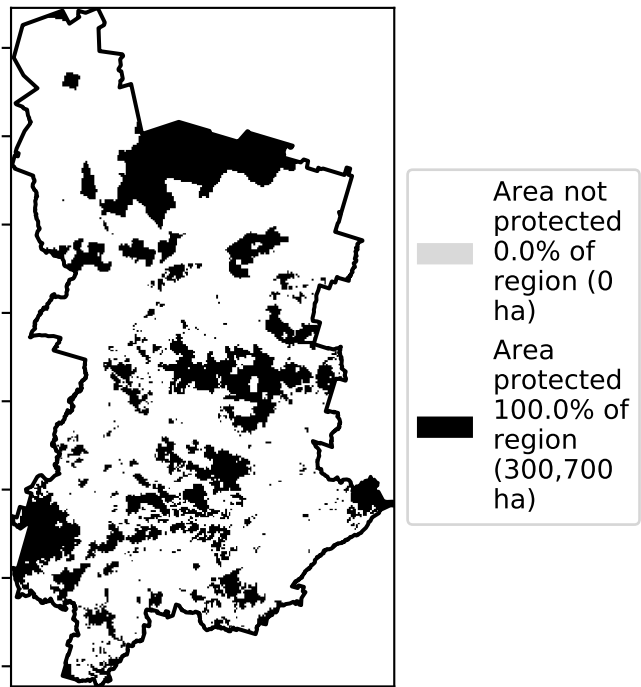 Area not
protected
0.0% of
region (0
ha)
Area
protected
100.0% of
region
(300,700
ha)